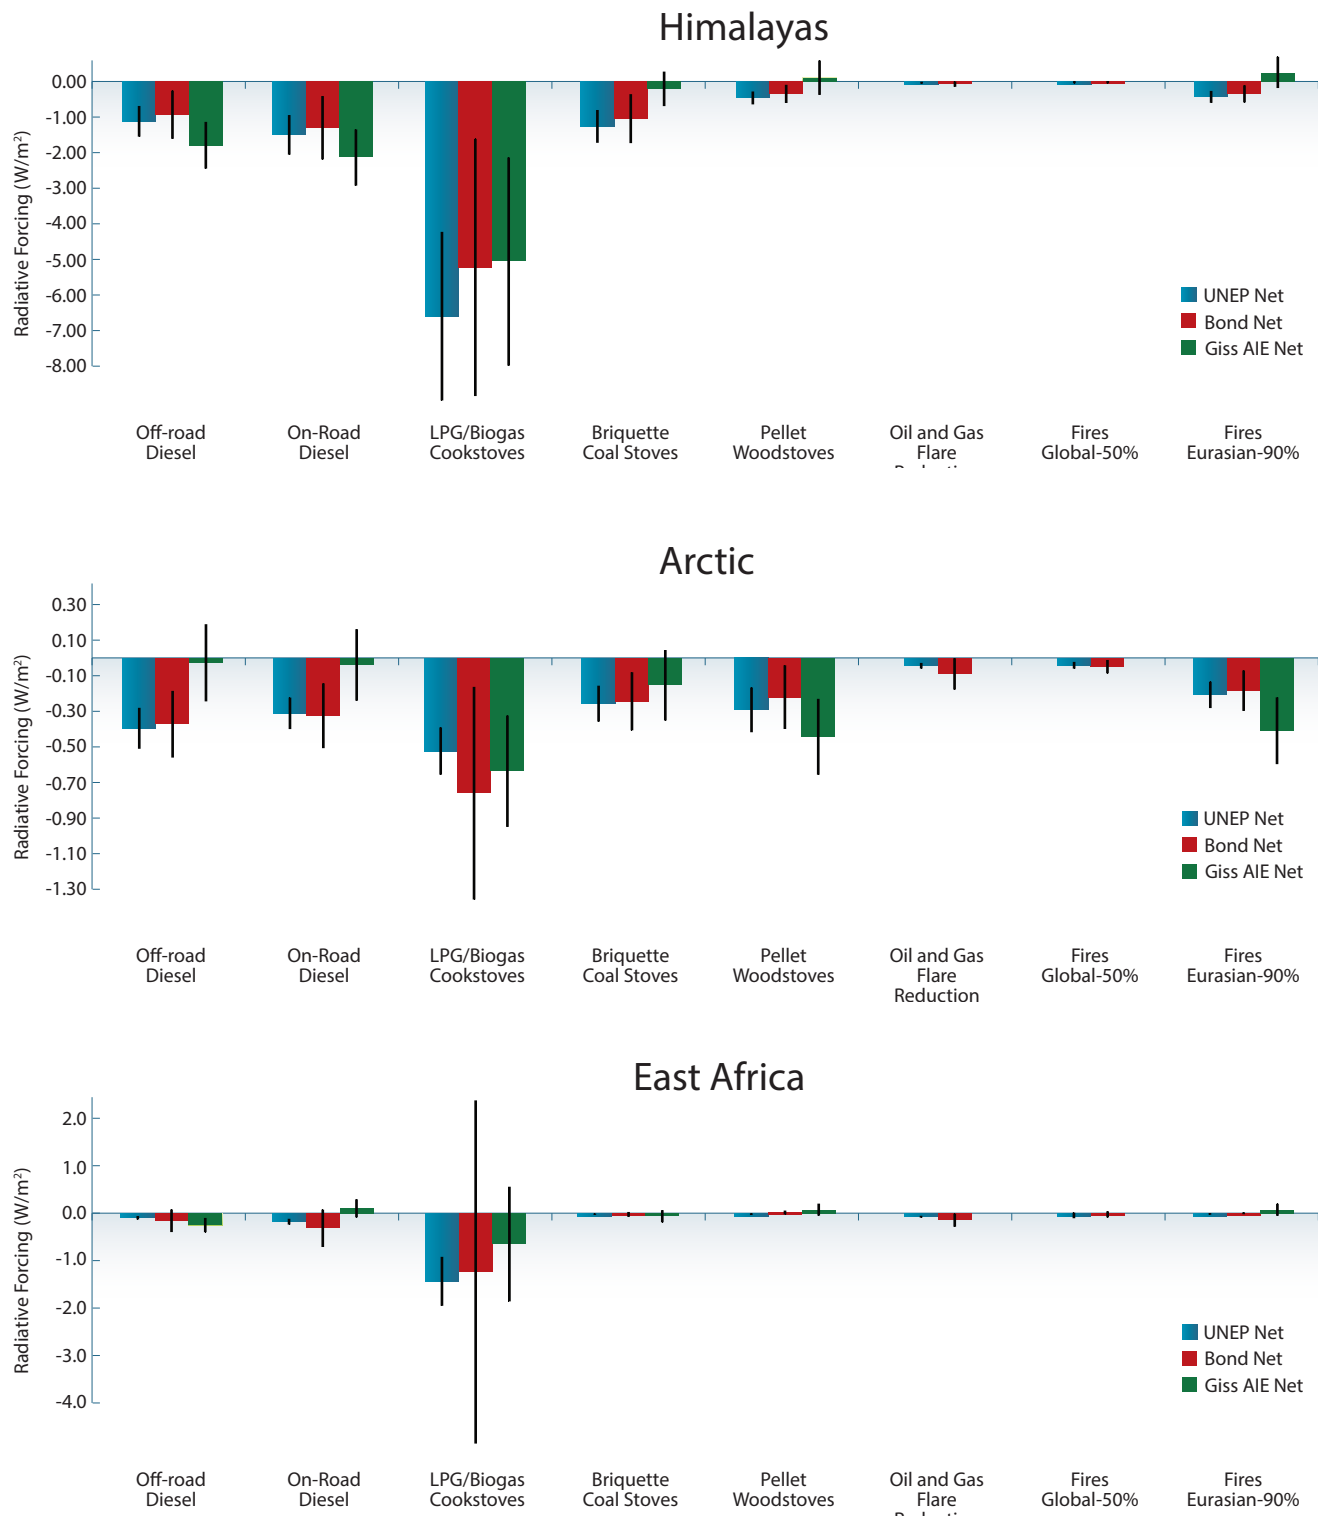 Himalayas
0.00
-1.00
-2.00
-3.00
-4.00
-5.00
-6.00
-7.00
-8.00
Radiative Forcing (W/m²)
UNEP Net
Bond Net
Giss AIE Net
Off-road
Diesel
On-Road
Diesel
LPG/Biogas
Cookstoves
Briquette
Coal Stoves
Pellet
Woodstoves
Oil and Gas
Flare
Fires
Global-50%
Fires
Eurasian-90%
Arctic
0.30
0.10
-0.10
-0.30
-0.50
-0.70
-0.90
-1.10
-1.30
Radiative Forcing (W/m²)
UNEP Net
Bond Net
Giss AIE Net
Off-road
Diesel
On-Road
Diesel
LPG/Biogas
Cookstoves
Briquette
Coal Stoves
Pellet
Woodstoves
Oil and Gas
Flare
Reduction
Fires
Global-50%
Fires
Eurasian-90%
East Africa
2.0
1.0
0.0
-1.0
-2.0
-3.0
-4.0
Radiative Forcing (W/m²)
UNEP Net
Bond Net
Giss AIE Net
Off-road
Diesel
On-Road
Diesel
LPG/Biogas
Cookstoves
Briquette
Coal Stoves
Pellet
Woodstoves
Oil and Gas
Flare
Fires
Global-50%
Fires
Eurasian-90%